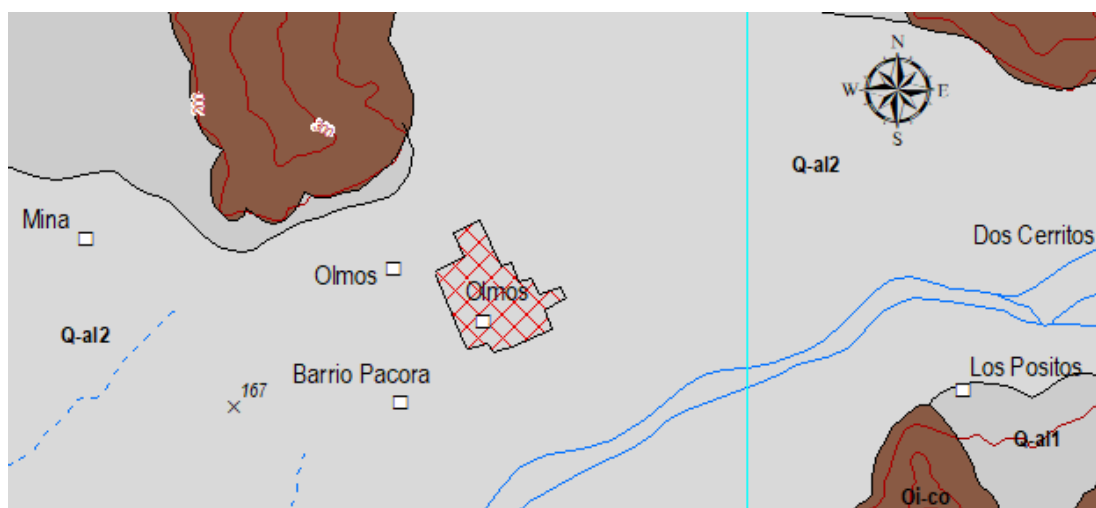 N
W E
S
Q-al2
Mina
Dos Cerritos
Olmos
Olmos
Q-al2
Barrio Pacora
Los Positos
167
Q-al1
Oi-co